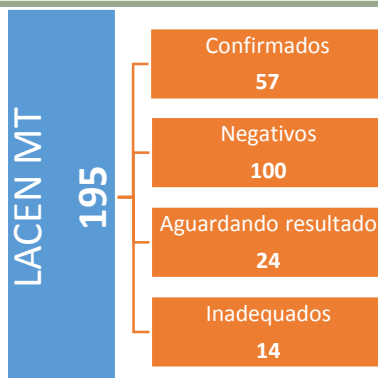 LACEN MT
195
Confirmados
57
Negativos
100
Aguardando resultado
24
Inadequados
14